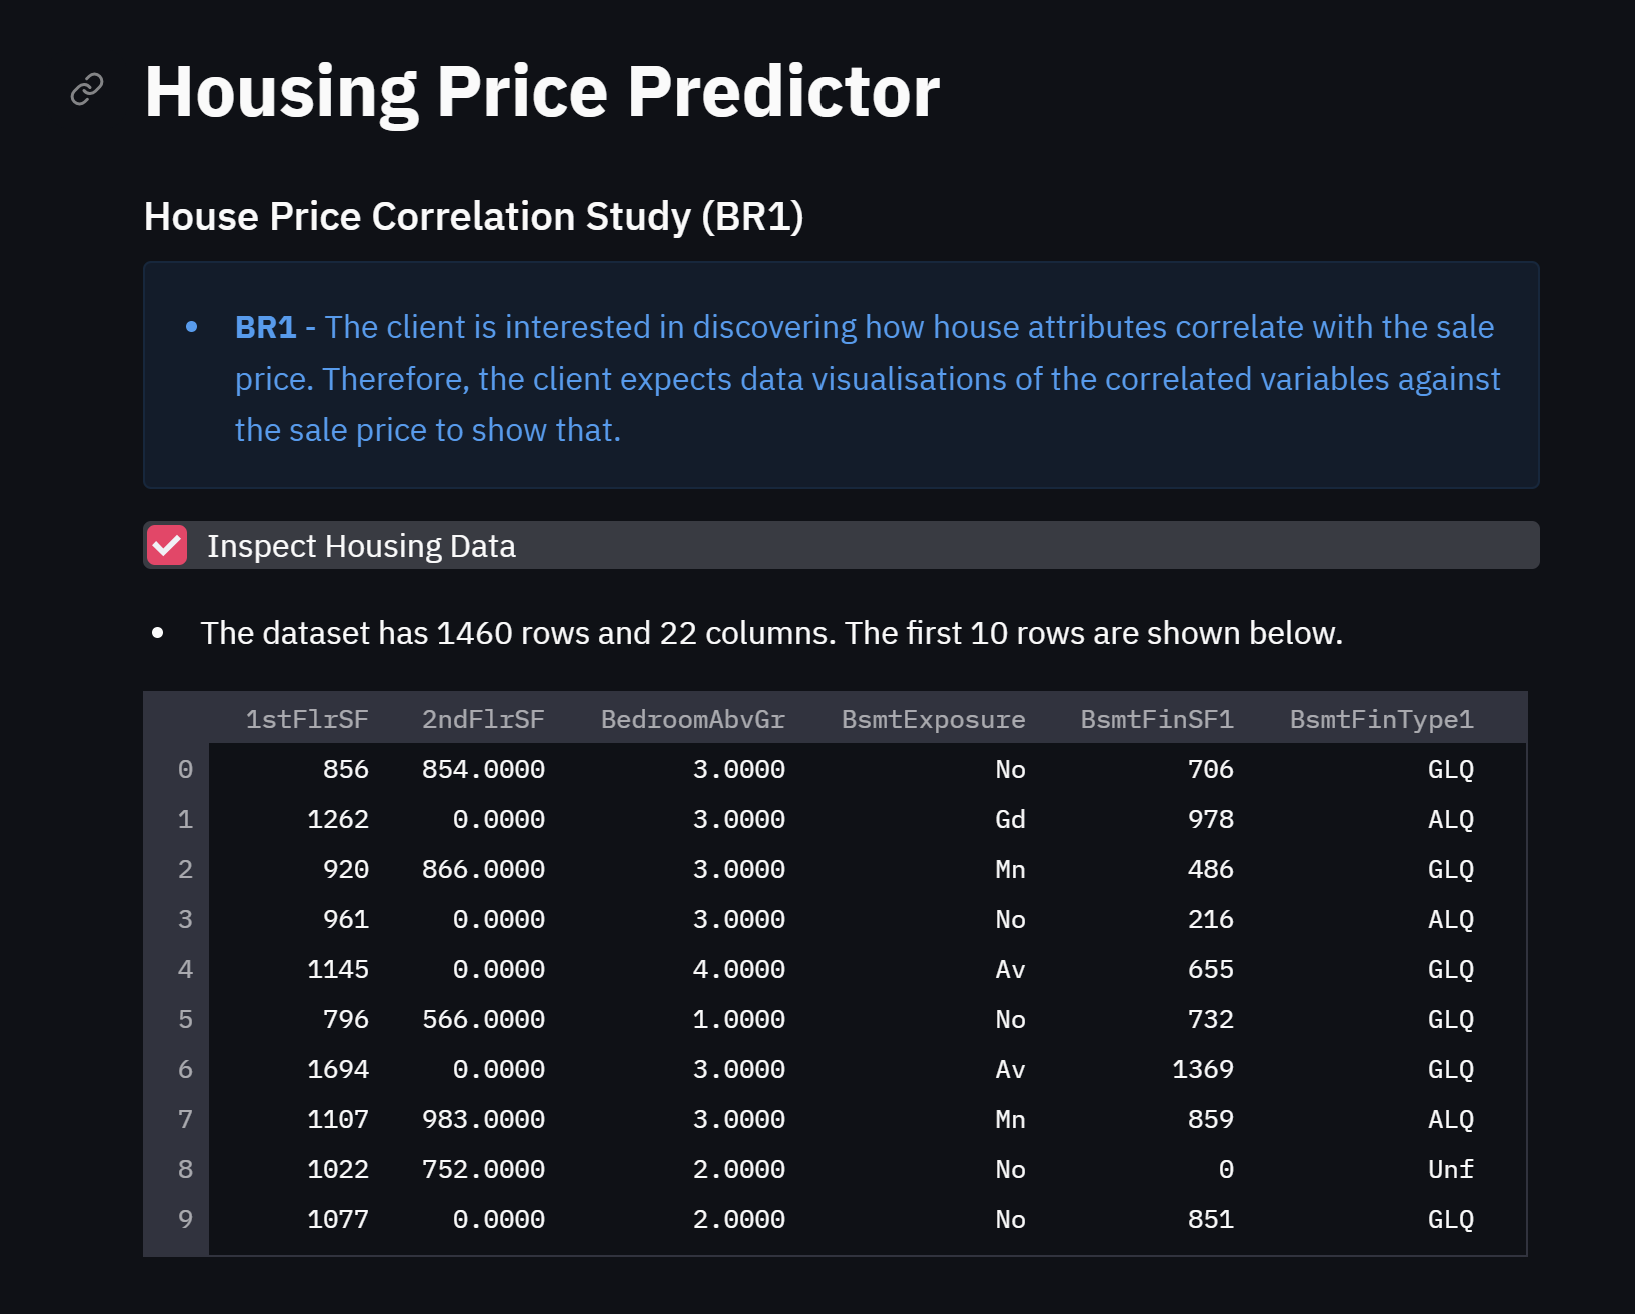 Housing Price Predictor
House Price Correlation Study (BR1)
BR1 - The client is interested in discovering how house attributes correlate with the sale
price. Therefore, the client expects data visualisations of the correlated variables against
the sale price to show that.
Inspect Housing Data
The dataset has 1460 rows and 22 columns. The first 10 rows are shown below.
1stFlrSF 2ndFlrSF BedroomAbvGr BsmtExposure BsmtFinSF1 BsmtFinType1
0 856 854.0000 3.0000 No 706 GLQ
1 1262 0.0000 3.0000 Gd 978 ALQ
2 920 866.0000 3.0000 Mn 486 GLQ
3 961 0.0000 3.0000 No 216 ALQ
4 1145 0.0000 4.0000 Av 655 GLQ
5 796 566.0000 1.0000 No 732 GLQ
6 1694 0.0000 3.0000 Av 1369 GLQ
7 1107 983.0000 3.0000 Mn 859 ALQ
8 1022 752.0000 2.0000 No 0 Unf
9 1077 0.0000 2.0000 No 851 GLQ